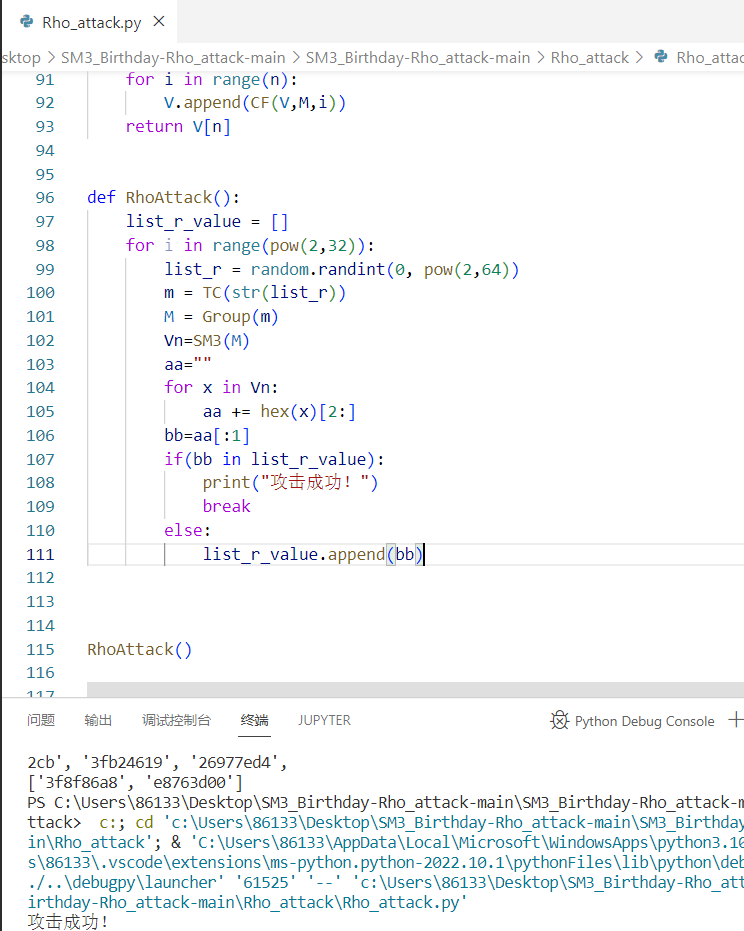 Rho_attack.py ×
sktop > SM3_Birthday-Rho_attack-main > SM3_Birthday-Rho_attack-main > Rho_attack > Rho_attac
91 for i in range(n):
92 V.append(CF(V,M,i))
93 return V[n]
94
95
96 def RhoAttack():
97 list_r_value = []
98 for i in range(pow(2,32)):
99 list_r = random.randint(0, pow(2,64))
100 m = TC(str(list_r))
101 M = Group(m)
102 Vn=SM3(M)
103 aa=""
104 for x in Vn:
105 aa += hex(x)[2:]
106 bb=aa[:1]
107 if(bb in list_r_value):
108 print("攻击成功！")
109 break
110 else:
111 list_r_value.append(bb)
112
113
114
115 RhoAttack()
116
117
问题 输出 调试控制台 终端 JUPYTER Python Debug Console
2cb', '3fb24619', '26977ed4',
['3f8f86a8', 'e8763d00']
PS C:\Users\86133\Desktop\SM3_Birthday-Rho_attack-main\SM3_Birthday-Rho_attack-m
ttack> c:; cd 'c:\Users\86133\Desktop\SM3_Birthday-Rho_attack-main\SM3_Birthday
in\Rho_attack'; & 'C:\Users\86133\AppData\Local\Microsoft\WindowsApps\python3.10
s\86133\.vscode\extensions\ms-python.python-2022.10.1\pythonFiles\lib\python\deb
./..\debugpy\launcher' '61525' '--' 'c:\Users\86133\Desktop\SM3_Birthday-Rho_att
irthday-Rho_attack-main\Rho_attack\Rho_attack.py'
攻击成功！